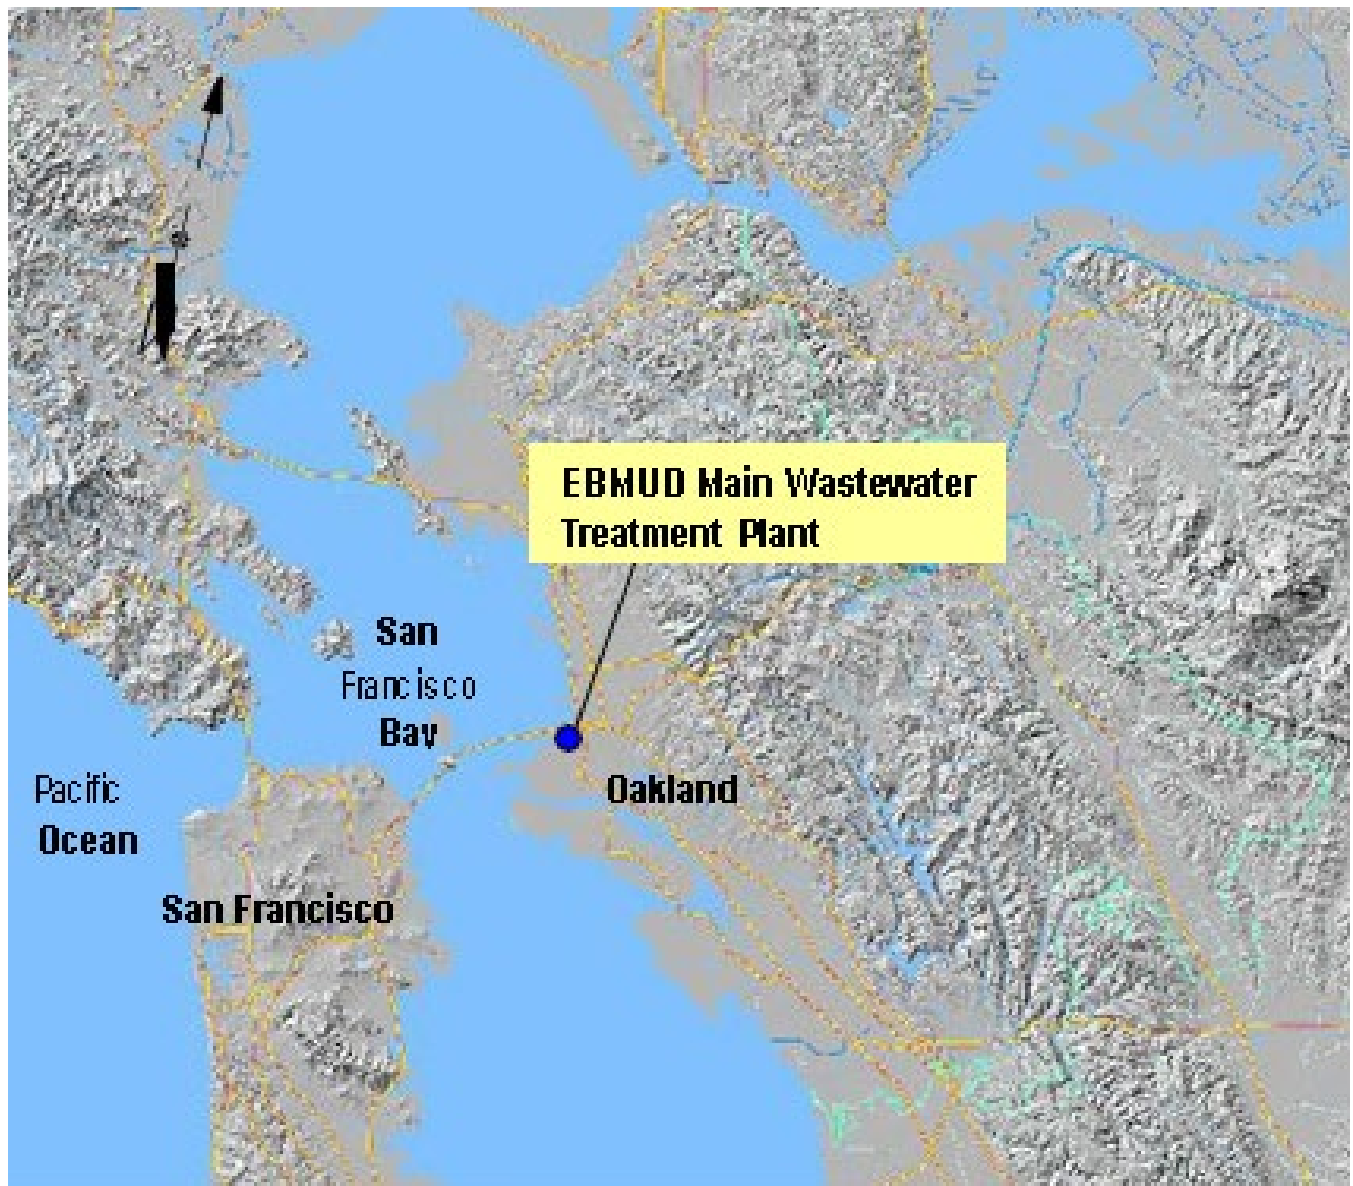 EBMUD Main Wastewater
Treatment Plant
San
Francisco
Bay
Pacific
Ocean
Oakland
San Francisco